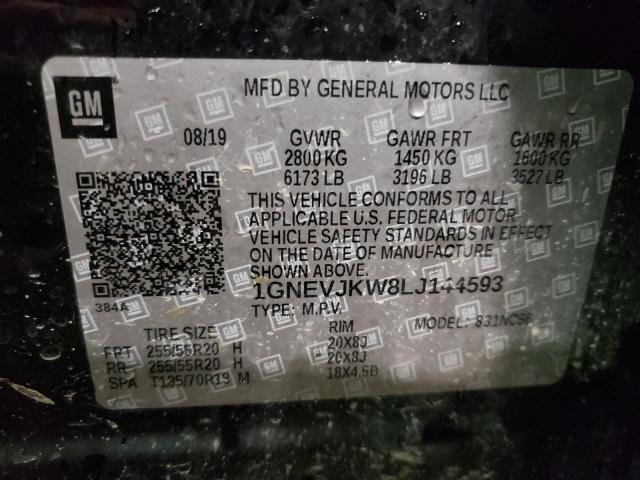 GM
MFD BY GENERAL MOTORS LLC
08/19 GVWR GAWR FRT GAWR RR
2800 KG 1450 KG 1600 KG
6173 LB 3196 LB 3527 LB
THIS VEHICLE CONFORMS TO ALL
APPLICABLE U.S. FEDERAL MOTOR
VEHICLE SAFETY STANDARDS IN EFFECT
ON THE DATE OF MANUFACTURE
SHOWN ABOVE.
384A
1GNEVJKW8LJ144593
TYPE: M.P.V. MODEL: 831NC56
TIRE SIZE RIM
FRT 255/55R20 H 20X8J
RR 255/55R20 H 20X8J
SPA T135/70R19 M 18X4.5B